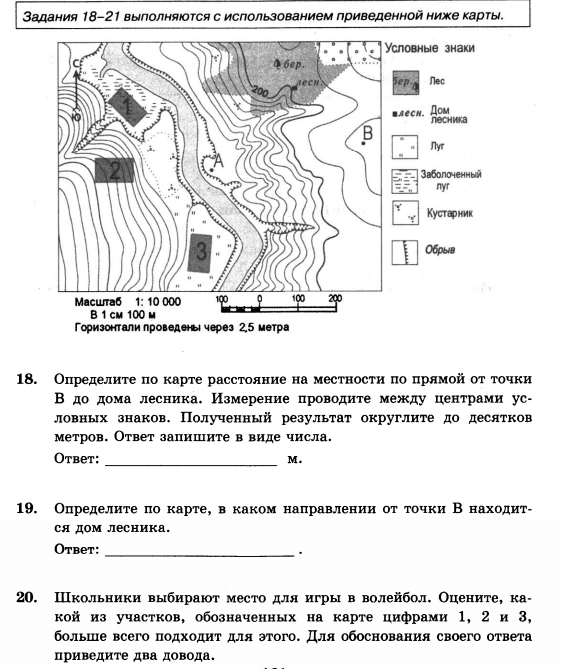 Задания 18–21 выполняются с использованием приведенной ниже карты.
Условные знаки
бер.
лесн.
200
С
Ю
1
2
3
А
В
бер. Лес
лесн. Дом лесника
Луг
Заболоченный луг
Кустарник
Обрыв
Масштаб 1: 10 000
В 1 см 100 м
Горизонтали проведены через 2,5 метра
100 0 100 200
18. Определите по карте расстояние на местности по прямой от точки
В до дома лесника. Измерение проводите между центрами ус-
ловных знаков. Полученный результат округлите до десятков
метров. Ответ запишите в виде числа.
Ответ: ____________________ м.
19. Определите по карте, в каком направлении от точки В находит-
ся дом лесника.
Ответ: ______________________ .
20. Школьники выбирают место для игры в волейбол. Оцените, ка-
кой из участков, обозначенных на карте цифрами 1, 2 и 3,
больше всего подходит для этого. Для обоснования своего ответа
приведите два довода.